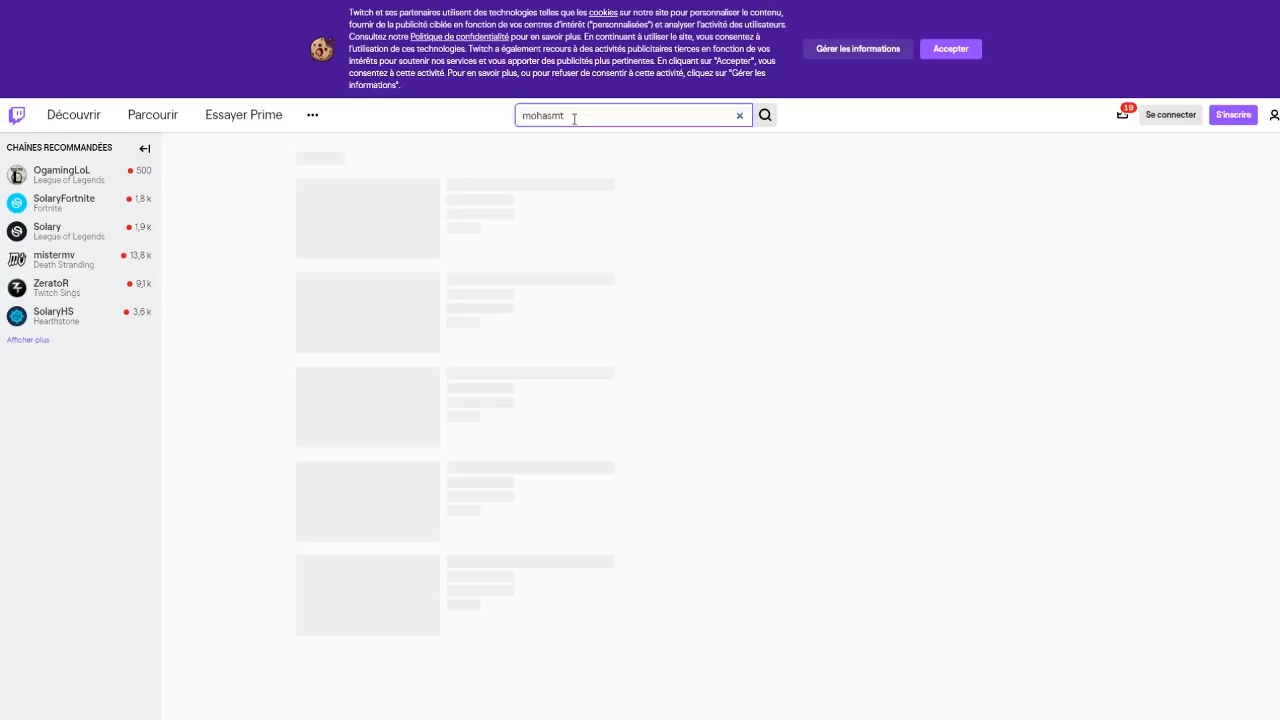 Twitch et ses partenaires utilisent des technologies telles que les cookies sur notre site pour personnaliser le contenu,
fournir de la publicité ciblée en fonction de vos centres d'intérêt ("personnalisées") et analyser l'activité des utilisateurs.
Consultez notre Politique de confidentialité pour en savoir plus. En continuant à utiliser le site, vous consentez à
l'utilisation de ces technologies. Twitch a également recours à des activités publicitaires tierces en fonction de vos
intérêts pour soutenir nos services et vous apporter des publicités plus pertinentes. En cliquant sur "Accepter", vous
consentez à cette activité. Pour en savoir plus, ou pour refuser de consentir à cette activité, cliquez sur "Gérer les
informations".
Gérer les informations
Accepter
Découvrir
Parcourir
Essayer Prime
mohasmt
19
Se connecter
S'inscrire
CHAÎNES RECOMMANDÉES
OgamingLoL 500
League of Legends
SolaryFortnite 1,8 k
Fortnite
Solary 1,9 k
League of Legends
mistermv 13,8 k
Death Stranding
ZeratoR 9,1 k
Twitch Sings
SolaryHS 3,6 k
Hearthstone
Afficher plus